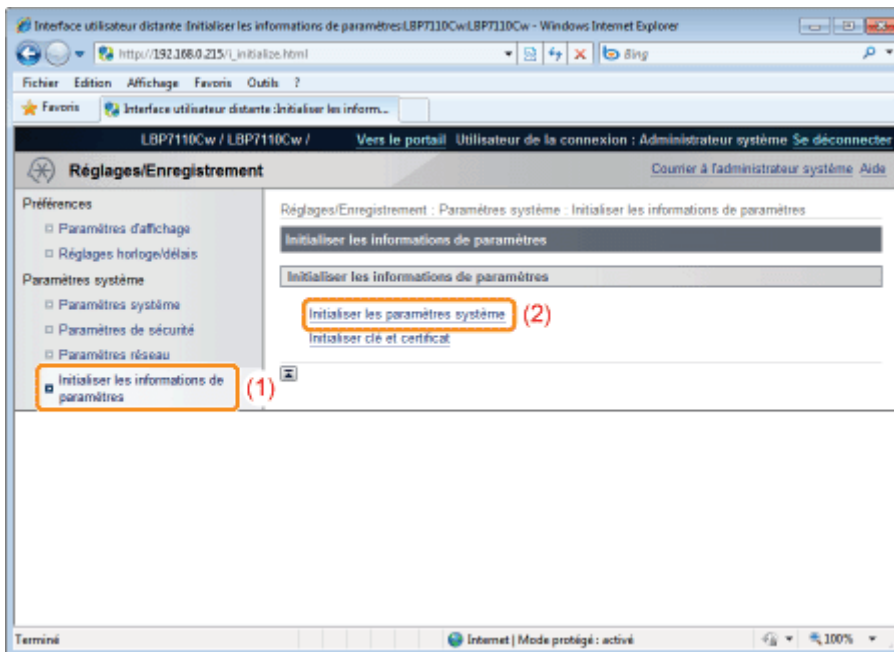 Interface utilisateur distante :Initialiser les informations de paramètres:LBP7110Cw:LBP7110Cw - Windows Internet Explorer
http://192.168.0.215/i_initialize.html
Bing
Fichier Edition Affichage Favoris Outils ?
Favoris Interface utilisateur distante :Initialiser les inform...
LBP7110Cw / LBP7110Cw / Vers le portail Utilisateur de la connexion : Administrateur système Se déconnecter
Réglages/Enregistrement Courrier à l'administrateur système Aide
Préférences
Paramètres d'affichage
Réglages horloge/délais
Paramètres système
Paramètres système
Paramètres de sécurité
Paramètres réseau
Initialiser les informations de
paramètres
(1)
Réglages/Enregistrement : Paramètres système : Initialiser les informations de paramètres
Initialiser les informations de paramètres
Initialiser les informations de paramètres
Initialiser les paramètres système (2)
Initialiser clé et certificat
Terminé Internet | Mode protégé : activé 100%